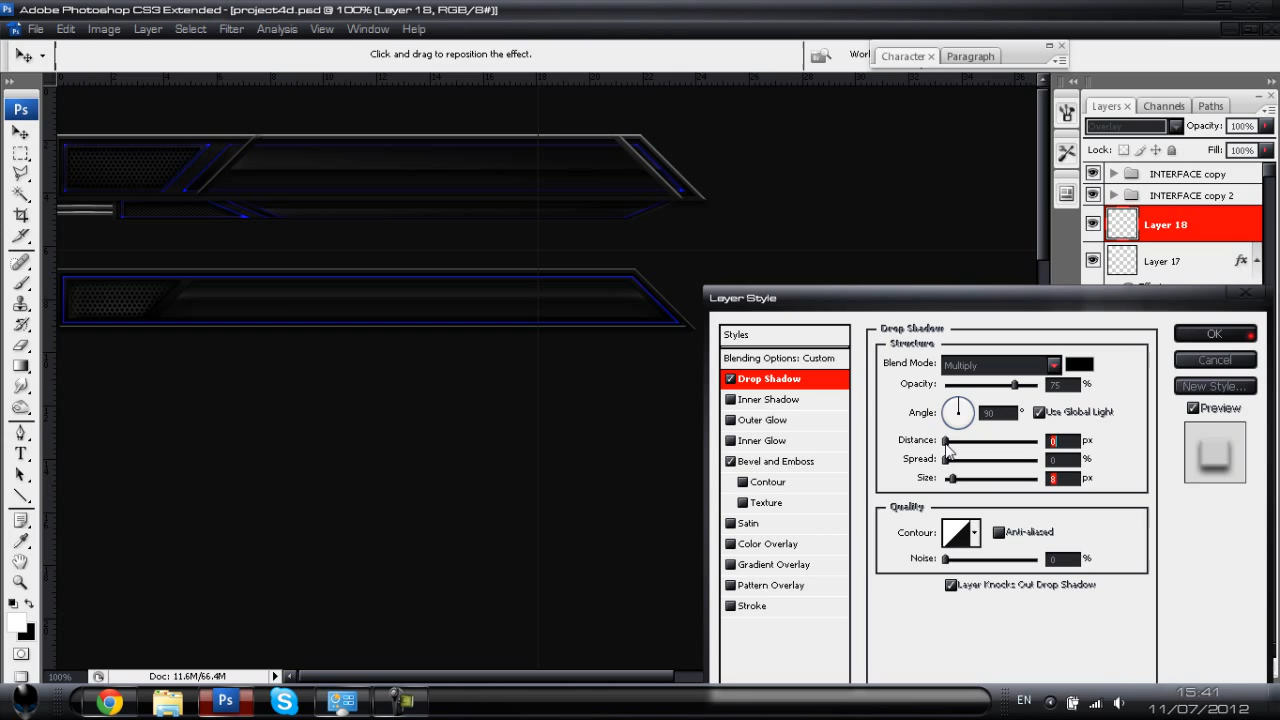 Adobe Photoshop CS3 Extended - [project4d.psd @ 100% (Layer 18, RGB/8#)]
File Edit Image Layer Select Filter Analysis View Window Help
Click and drag to reposition the effect.
Character × Paragraph
Ps
Layers × Channels Paths
Overlay Opacity: 100%
Lock: Fill: 100%
INTERFACE copy
INTERFACE copy 2
Layer 18
Layer 17 fx
Layer Style
Styles
Blending Options: Custom
Drop Shadow
Inner Shadow
Outer Glow
Inner Glow
Bevel and Emboss
Contour
Texture
Satin
Color Overlay
Gradient Overlay
Pattern Overlay
Stroke
Drop Shadow
Structure
Blend Mode: Multiply
Opacity: 75 %
Angle: 90 ° Use Global Light
Distance: 0 px
Spread: 0 %
Size: 8 px
Quality
Contour: Anti-aliased
Noise: 0 %
Layer Knocks Out Drop Shadow
OK
Cancel
New Style...
Preview
100% Doc: 11.6M/66.4M
Ps
EN
15:41
11/07/2012